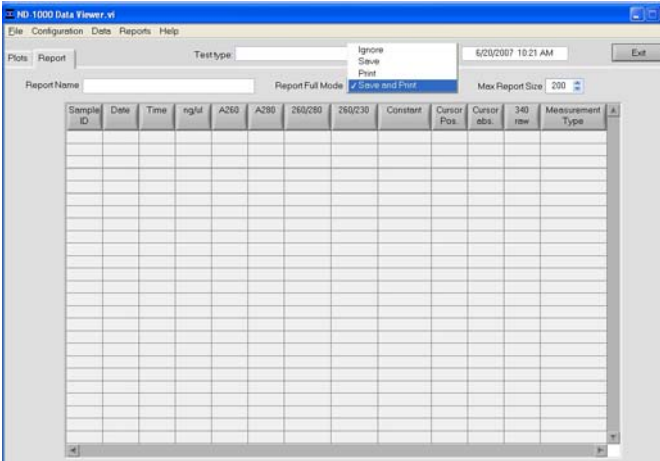 ND-1000 Data Viewer.vi
File Configuration Data Reports Help
Plots Report Test type: 6/20/2007 10:21 AM Exit
Ignore
Save
Print
Report Name Report Full Mode ✓ Save and Print Max Report Size 200
Sample ID Date Time ng/ul A260 A280 260/280 260/230 Constant Cursor Pos. Cursor abs. 340 raw Measurement Type